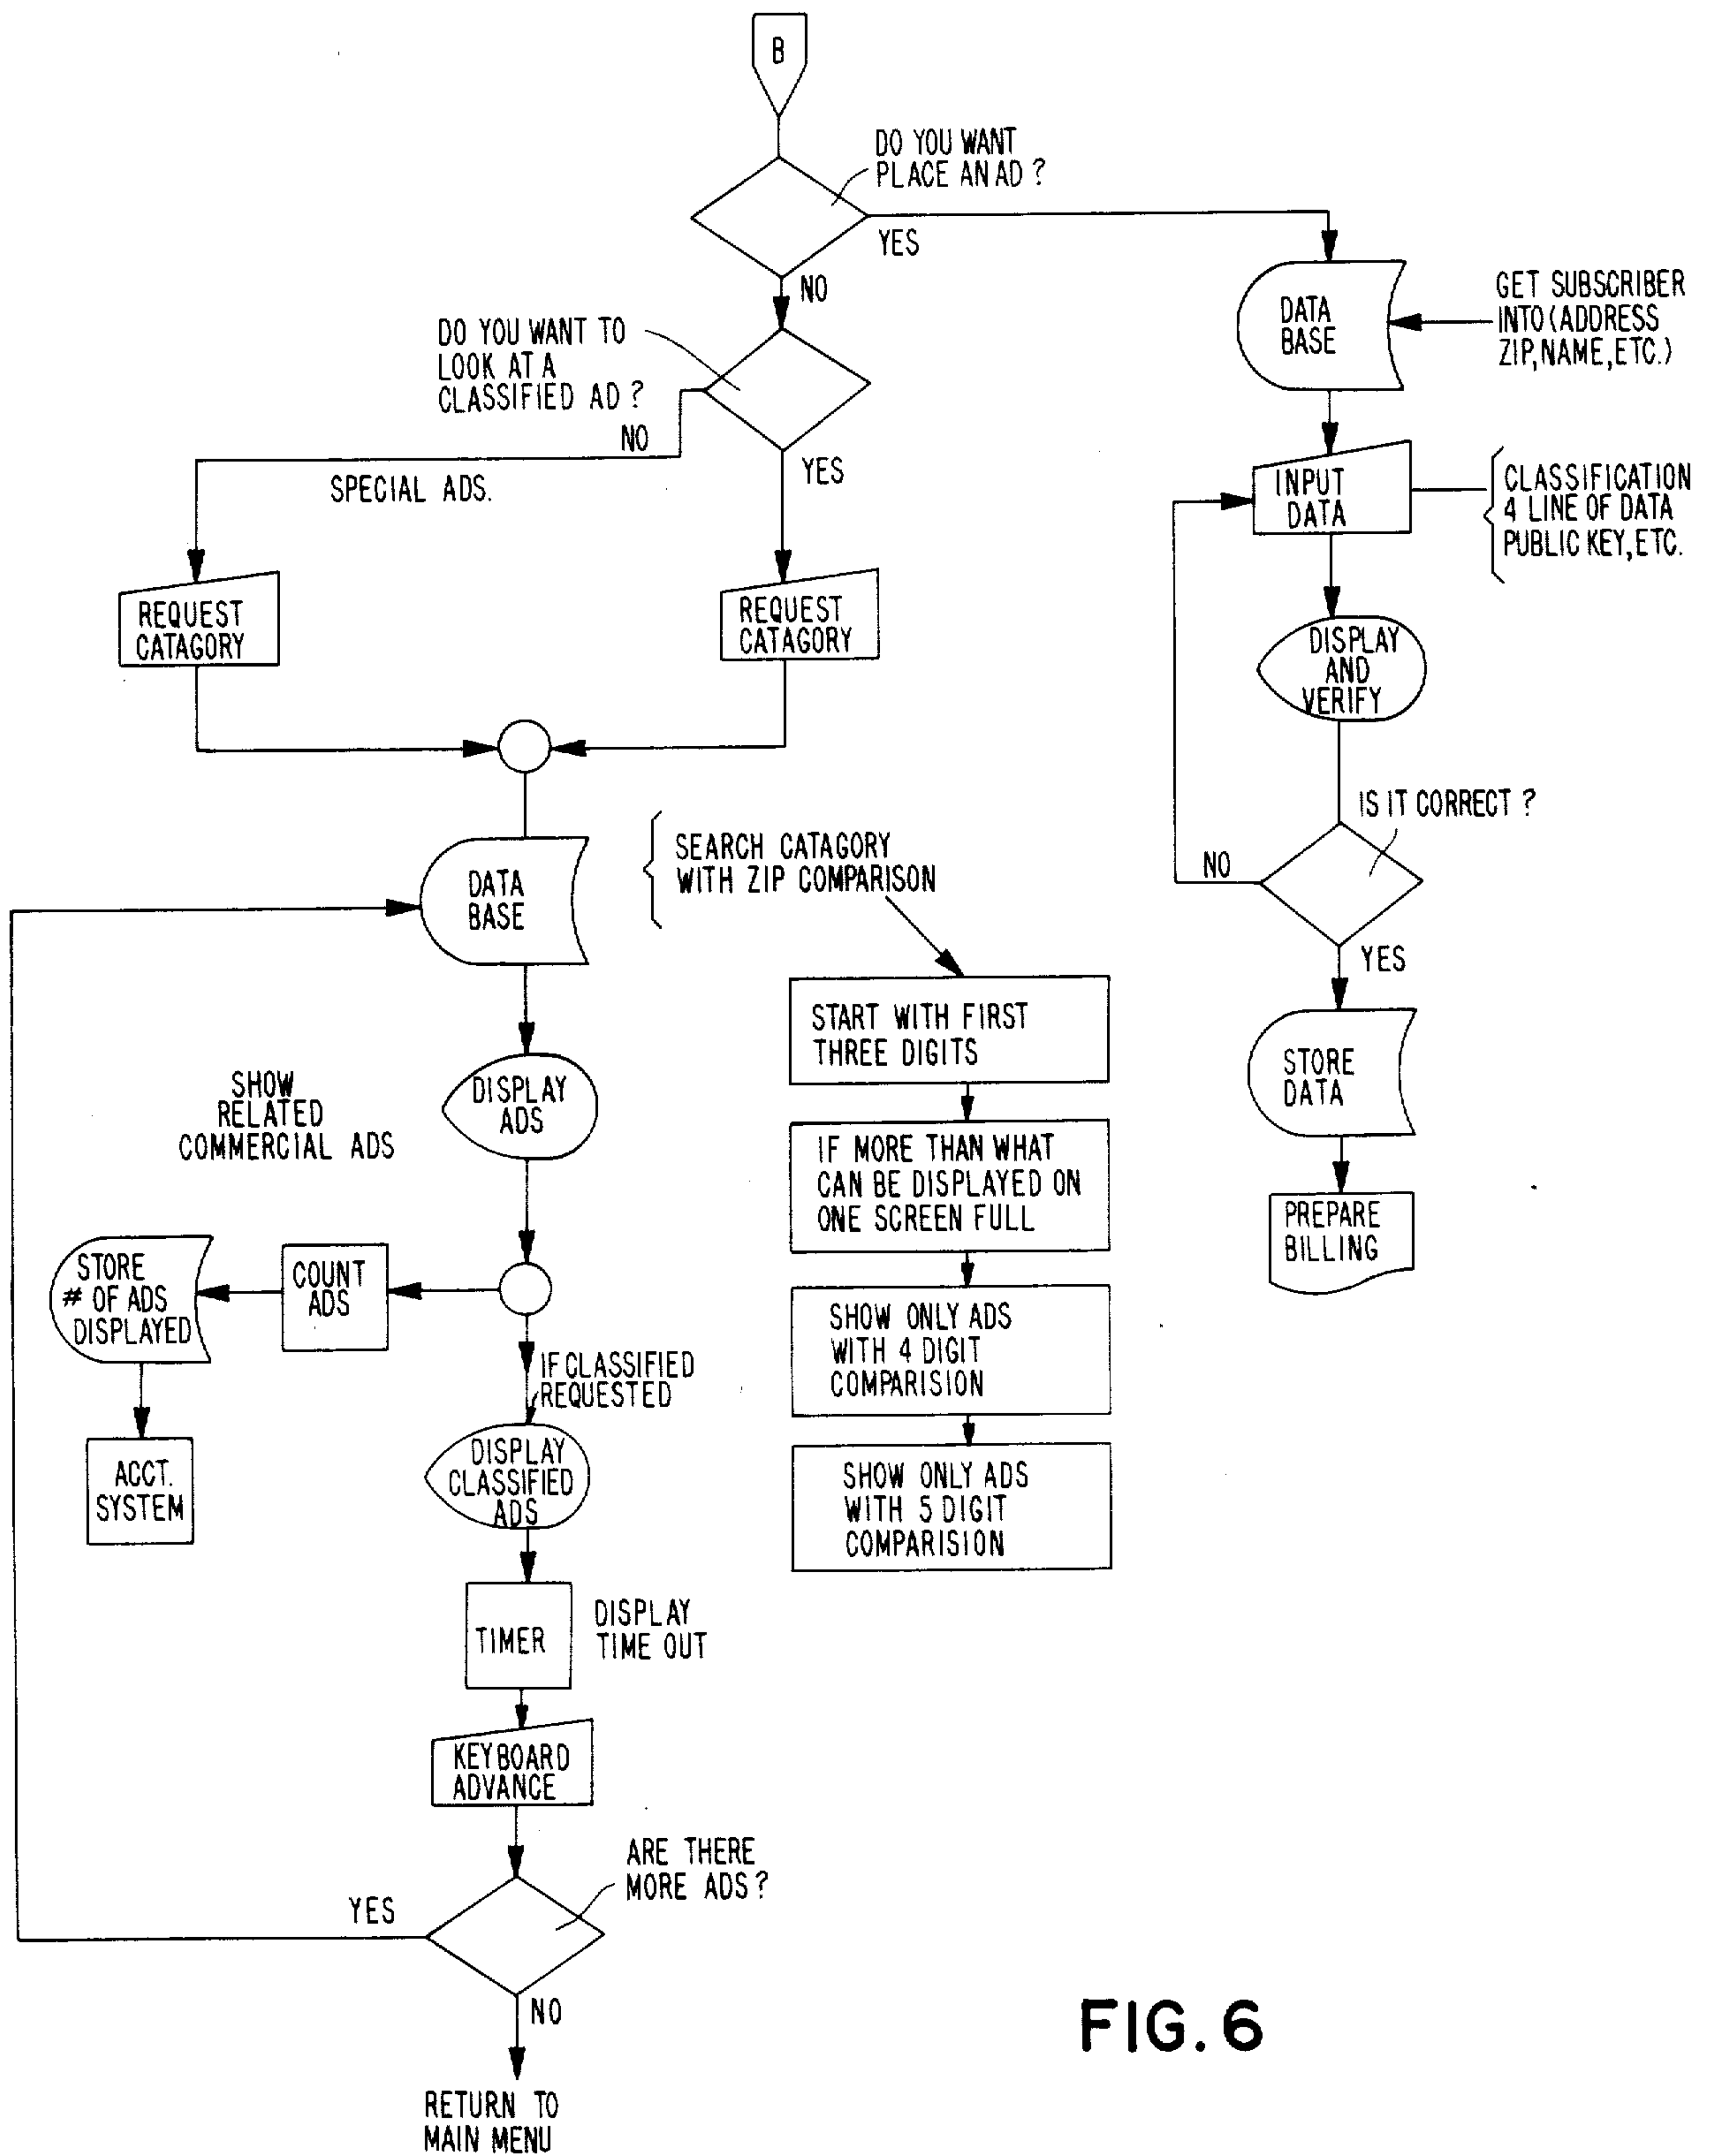 B
DO YOU WANT
PLACE AN AD ?
YES
NO
DO YOU WANT TO
LOOK AT A
CLASSIFIED AD ?
NO
YES
SPECIAL ADS.
REQUEST
CATAGORY
REQUEST
CATAGORY
DATA
BASE
GET SUBSCRIBER
INTO (ADDRESS
ZIP, NAME, ETC.)
INPUT
DATA
CLASSIFICATION
4 LINE OF DATA
PUBLIC KEY, ETC.
DISPLAY
AND
VERIFY
IS IT CORRECT ?
NO
YES
STORE
DATA
PREPARE
BILLING
DATA
BASE
SEARCH CATAGORY
WITH ZIP COMPARISON
START WITH FIRST
THREE DIGITS
IF MORE THAN WHAT
CAN BE DISPLAYED ON
ONE SCREEN FULL
SHOW ONLY ADS
WITH 4 DIGIT
COMPARISION
SHOW ONLY ADS
WITH 5 DIGIT
COMPARISION
DISPLAY
ADS
SHOW
RELATED
COMMERCIAL ADS
STORE
# OF ADS
DISPLAYED
COUNT
ADS
ACCT.
SYSTEM
IF CLASSIFIED
REQUESTED
DISPLAY
CLASSIFIED
ADS
TIMER
DISPLAY
TIME OUT
KEYBOARD
ADVANCE
ARE THERE
MORE ADS ?
YES
NO
RETURN TO
MAIN MENU
FIG. 6